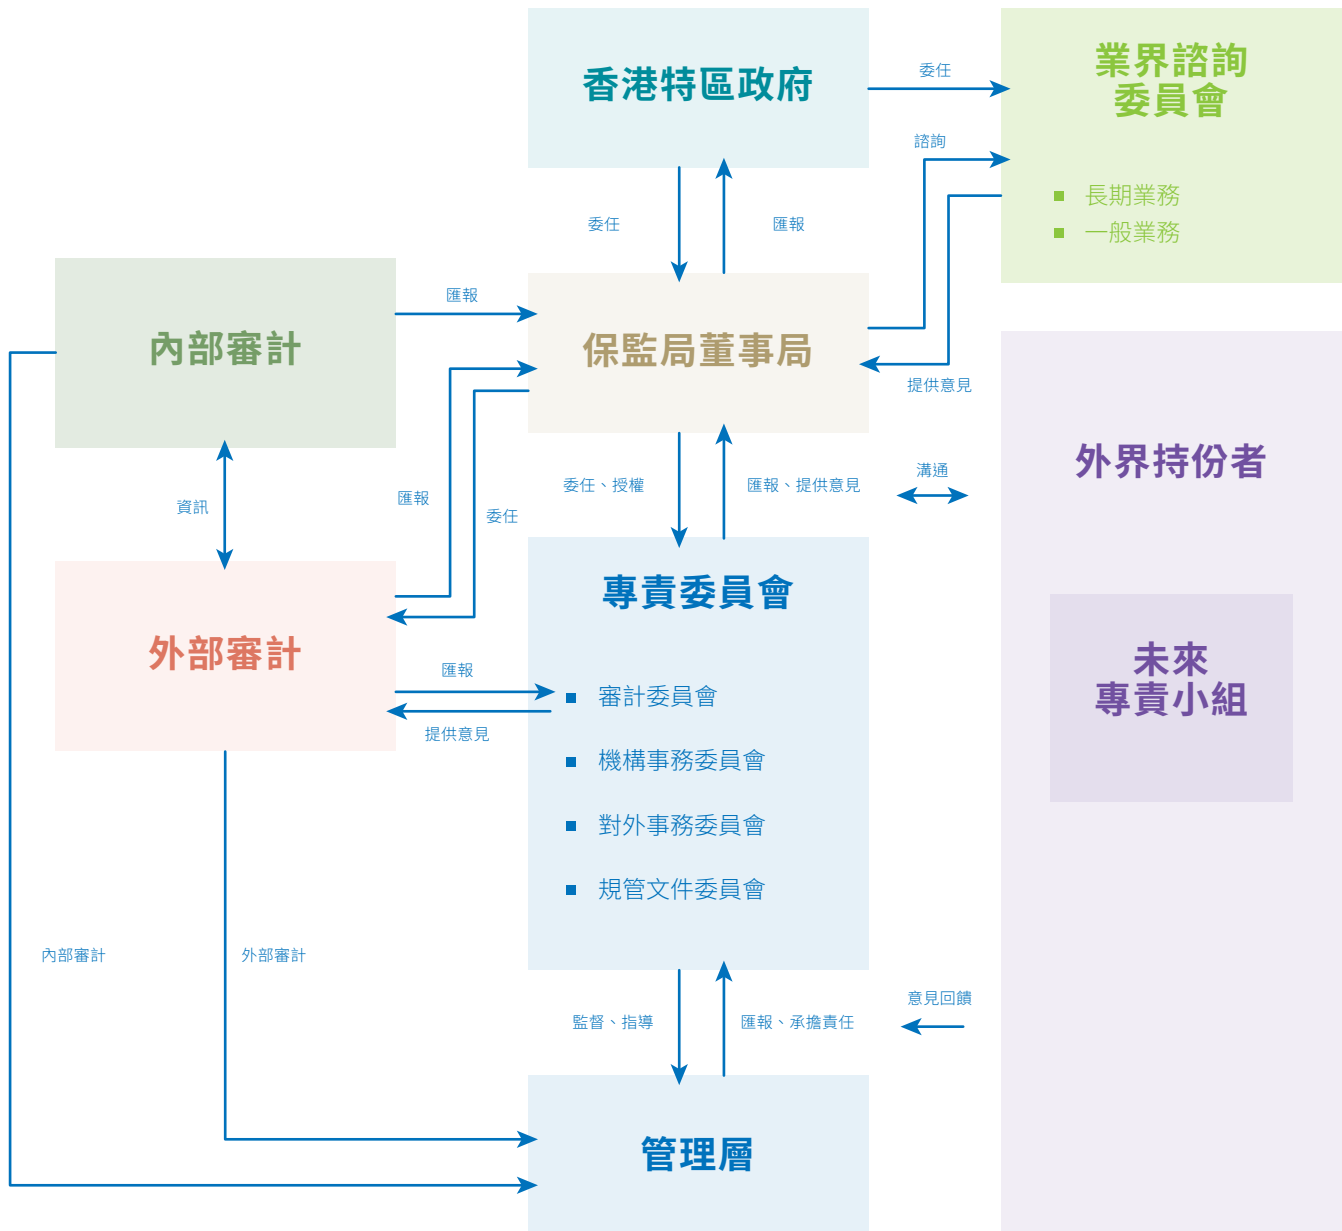 香港特區政府
委任
業界諮詢
委員會
長期業務
一般業務
諮詢
委任
匯報
內部審計
匯報
保監局董事局
提供意見
外界持份者
溝通
委任、授權
匯報、提供意見
資訊
匯報
委任
外部審計
專責委員會
審計委員會
機構事務委員會
對外事務委員會
規管文件委員會
匯報
提供意見
未來
專責小組
內部審計
外部審計
監督、指導
匯報、承擔責任
意見回饋
管理層